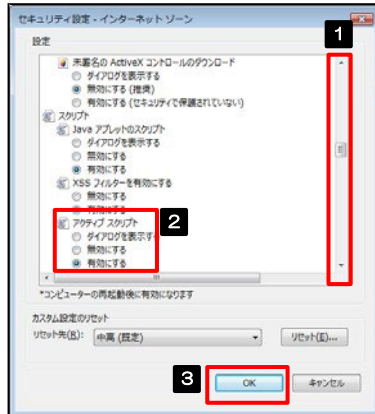 セキュリティ設定 - インターネット ゾーン
1
設定
未署名の ActiveX コントロールのダウンロード
ダイアログを表示する
無効にする (推奨)
有効にする (セキュリティで保護されていない)
スクリプト
Java アプレットのスクリプト
ダイアログを表示する
無効にする
有効にする
XSS フィルターを有効にする
無効にする
有効にする
アクティブ スクリプト
2
ダイアログを表示する
無効にする
有効にする
*コンピューターの再起動後に有効になります
カスタム設定のリセット
リセット先(R): 中高 (既定) リセット(E)...
3
OK キャンセル